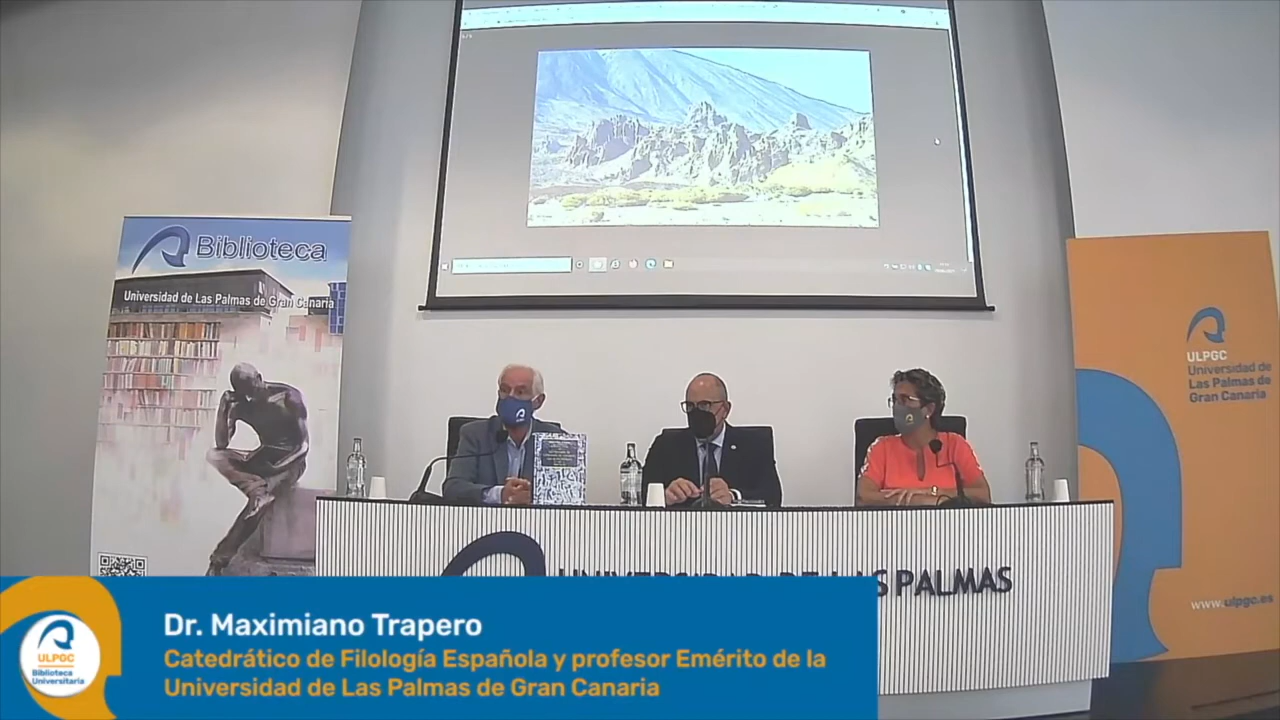 Biblioteca
Universidad de Las Palmas de Gran Canaria
ULPGC
Universidad de
Las Palmas de
Gran Canaria
www.ulpgc.es
UNIVERSIDAD DE LAS PALMAS
Dr. Maximiano Trapero
Catedrático de Filología Española y profesor Emérito de la
Universidad de Las Palmas de Gran Canaria
ULPGC
Biblioteca
Universitaria